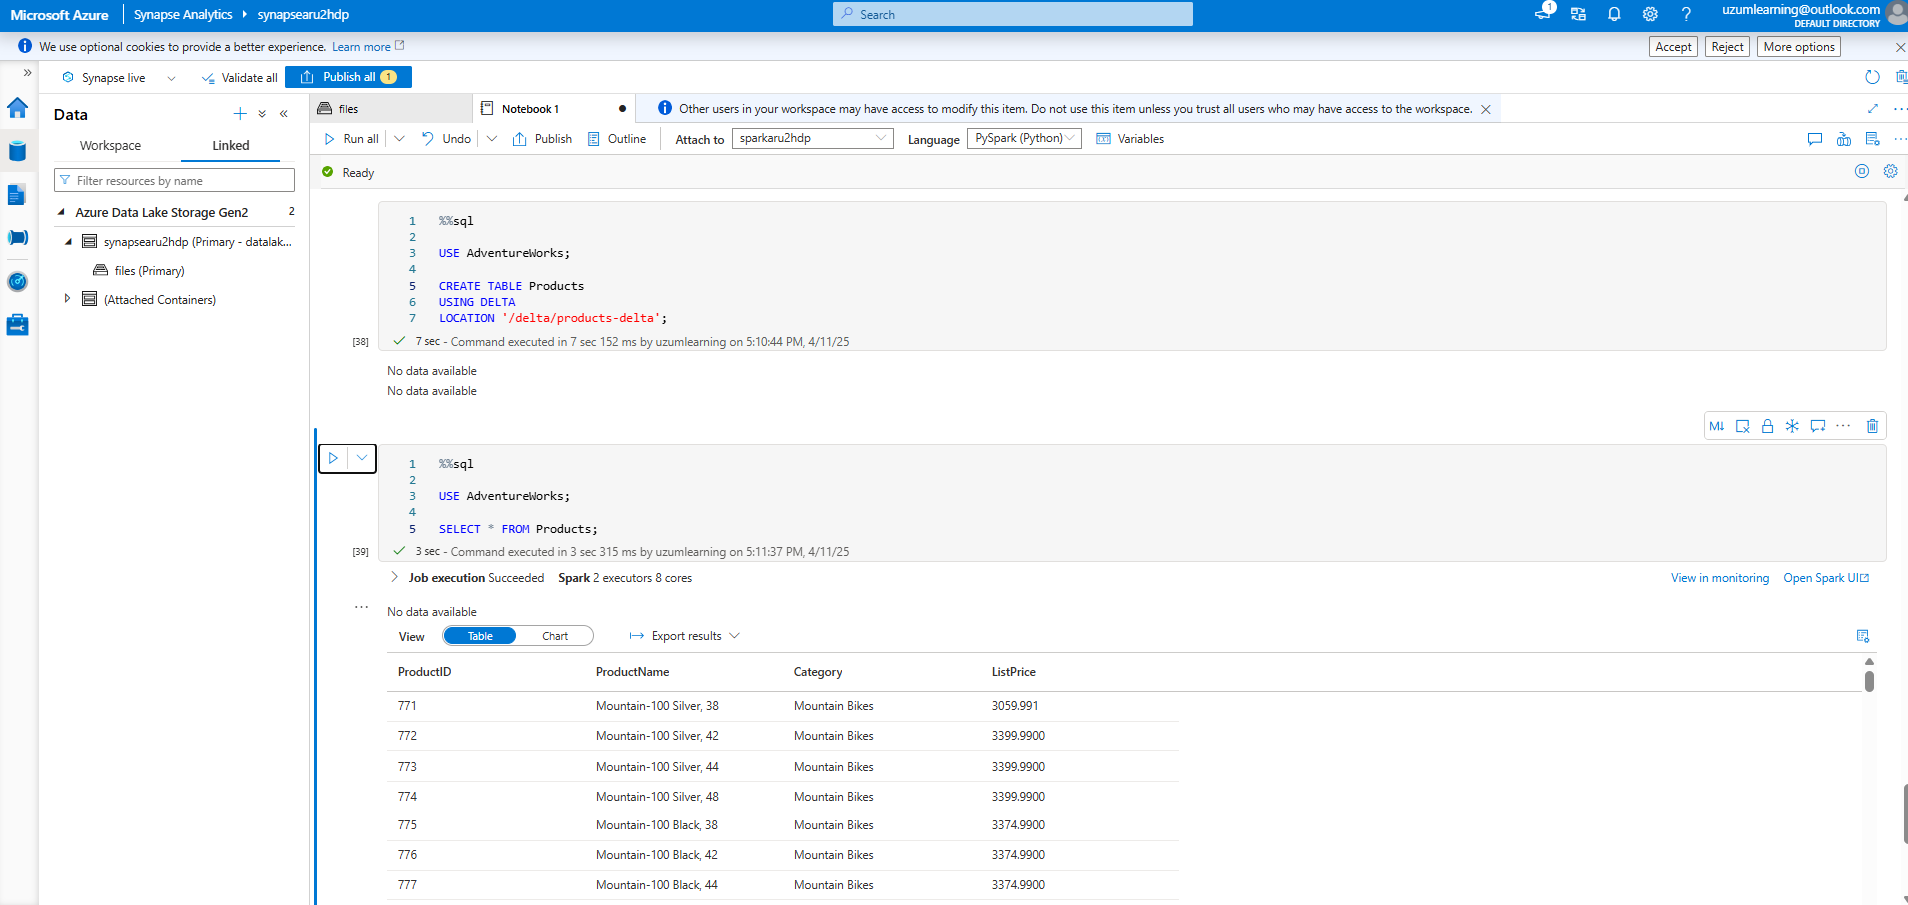 Microsoft Azure Synapse Analytics synapsearu2hdp Search 1 uzumlearning@outlook.com
DEFAULT DIRECTORY
We use optional cookies to provide a better experience. Learn more Accept Reject More options
Synapse live Validate all Publish all 1
Data
Workspace Linked
Filter resources by name
Azure Data Lake Storage Gen2 2
synapsearu2hdp (Primary - datalak...
files (Primary)
(Attached Containers)
files Notebook 1 Other users in your workspace may have access to modify this item. Do not use this item unless you trust all users who may have access to the workspace.
Run all Undo Publish Outline Attach to sparkaru2hdp Language PySpark (Python) Variables
Ready
1 %%sql
2
3 USE AdventureWorks;
4
5 CREATE TABLE Products
6 USING DELTA
7 LOCATION '/delta/products-delta';
[38] 7 sec - Command executed in 7 sec 152 ms by uzumlearning on 5:10:44 PM, 4/11/25
No data available
No data available
M↓ ...
1 %%sql
2
3 USE AdventureWorks;
4
5 SELECT * FROM Products;
[39] 3 sec - Command executed in 3 sec 315 ms by uzumlearning on 5:11:37 PM, 4/11/25
Job execution Succeeded Spark 2 executors 8 cores View in monitoring Open Spark UI
... No data available
View Table Chart Export results
ProductID ProductName Category ListPrice
771 Mountain-100 Silver, 38 Mountain Bikes 3059.991
772 Mountain-100 Silver, 42 Mountain Bikes 3399.9900
773 Mountain-100 Silver, 44 Mountain Bikes 3399.9900
774 Mountain-100 Silver, 48 Mountain Bikes 3399.9900
775 Mountain-100 Black, 38 Mountain Bikes 3374.9900
776 Mountain-100 Black, 42 Mountain Bikes 3374.9900
777 Mountain-100 Black, 44 Mountain Bikes 3374.9900